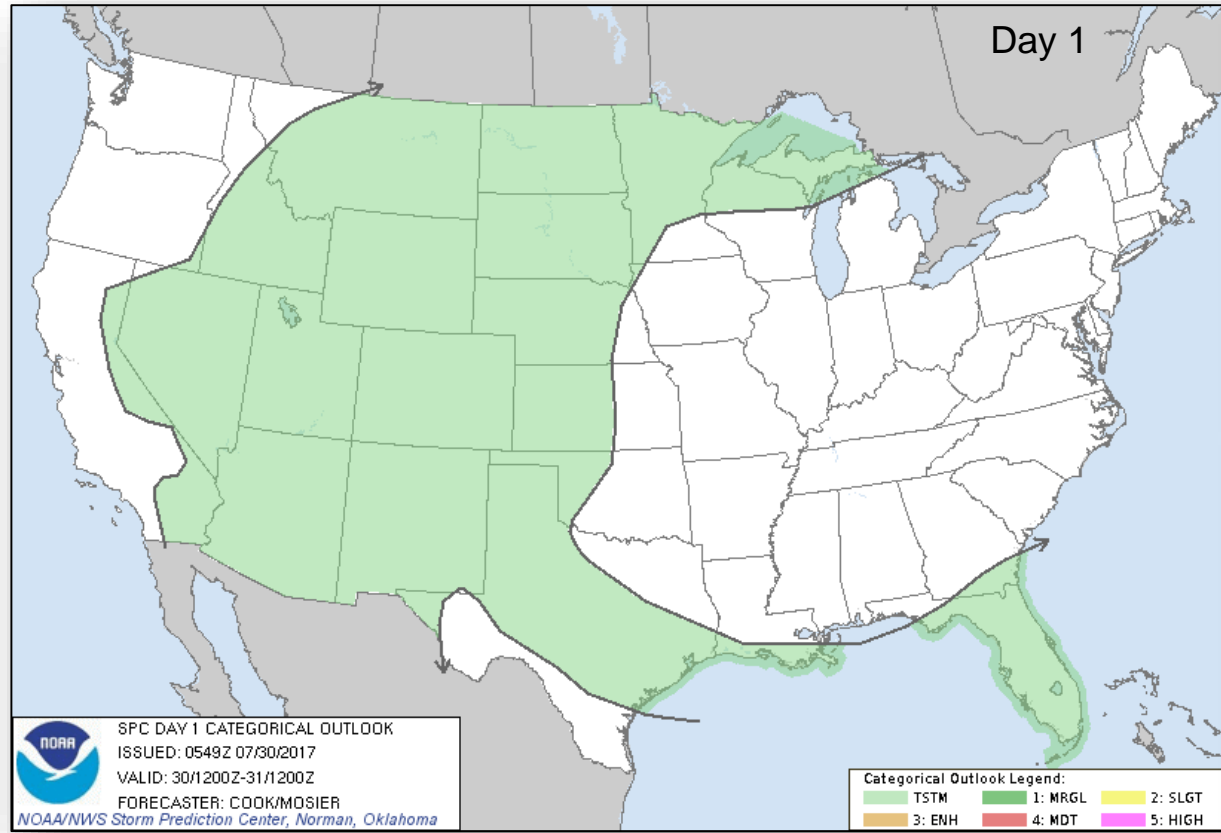 Day 1
NOAA
SPC DAY 1 CATEGORICAL OUTLOOK
ISSUED: 0549Z 07/30/2017
VALID: 30/1200Z-31/1200Z
FORECASTER: COOK/MOSIER
NOAA/NWS Storm Prediction Center, Norman, Oklahoma
Categorical Outlook Legend:
TSTM 1: MRGL 2: SLGT
3: ENH 4: MDT 5: HIGH